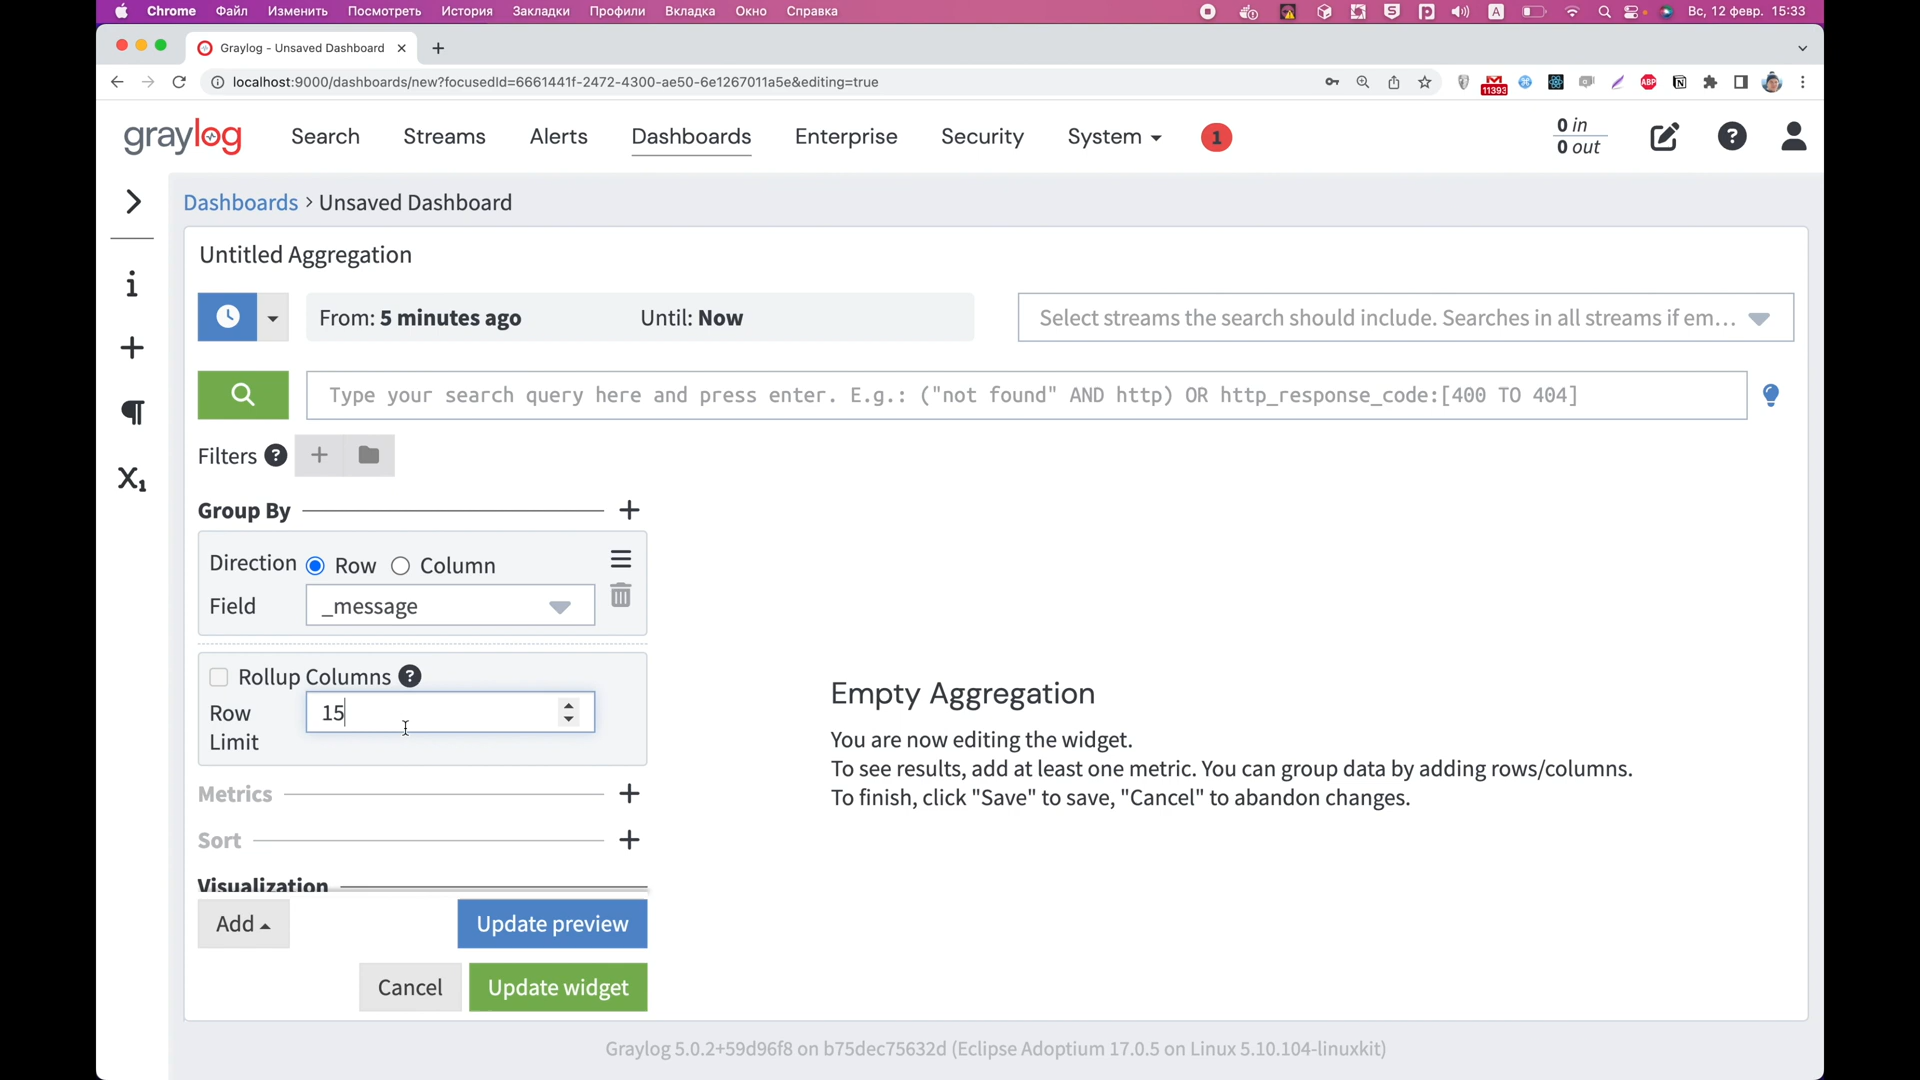 Chrome Файл Изменить Посмотреть История Закладки Профили Вкладка Окно Справка A Вс, 12 февр. 15:33
Graylog - Unsaved Dashboard
localhost:9000/dashboards/new?focusedId=6661441f-2472-4300-ae50-6e1267011a5e&editing=true 11393 ABP
graylog Search Streams Alerts Dashboards Enterprise Security System 1 0 in
0 out
Dashboards > Unsaved Dashboard
Untitled Aggregation
From: 5 minutes ago Until: Now Select streams the search should include. Searches in all streams if em...
Type your search query here and press enter. E.g.: ("not found" AND http) OR http_response_code:[400 TO 404]
Filters
Group By
Direction Row Column
Field _message
Rollup Columns
Row Limit 15
Metrics
Sort
Visualization
Add Update preview
Cancel Update widget
Empty Aggregation
You are now editing the widget.
To see results, add at least one metric. You can group data by adding rows/columns.
To finish, click "Save" to save, "Cancel" to abandon changes.
Graylog 5.0.2+59d96f8 on b75dec75632d (Eclipse Adoptium 17.0.5 on Linux 5.10.104-linuxkit)